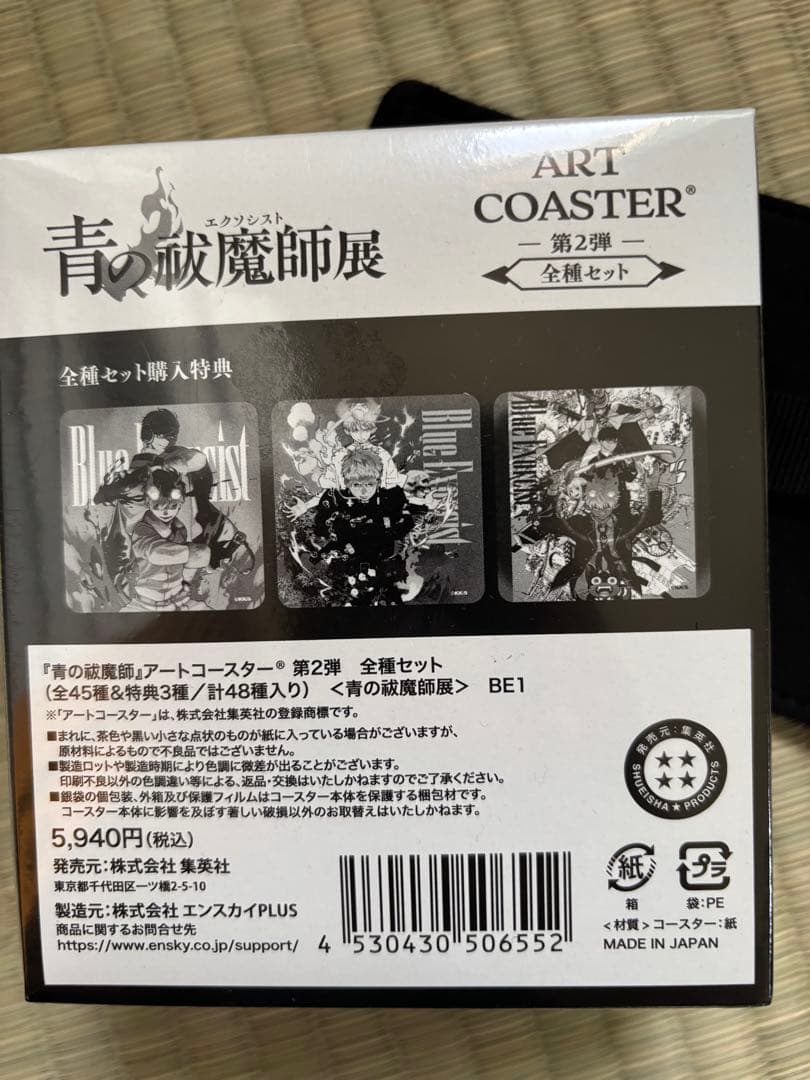 エクソシスト
青の祓魔師展
ART
COASTER®
― 第2弾 ―
全種セット
全種セット購入特典
Blue Exorcist
Blue Exorcist
Blue Exorcist
『青の祓魔師』アートコースター® 第2弾 全種セット
(全45種&特典3種/計48種入り) <青の祓魔師展> BE1
※「アートコースター」は、株式会社集英社の登録商標です。
■まれに、茶色や黒い小さな点状のものが紙に入っている場合がございますが、
原材料によるもので不良品ではございません。
■製造ロットや製造時期により色調に微差が出ることがございます。
印刷不良以外の色調違い等による、返品・交換はいたしかねますのでご了承ください。
■銀袋の個包装、外箱及び保護フィルムはコースター本体を保護する梱包材です。
コースター本体に影響を及ぼす著しい破損以外のお取替えはいたしかねます。
5,940円(税込)
発売元:株式会社 集英社
東京都千代田区一ツ橋2-5-10
製造元:株式会社 エンスカイPLUS
商品に関するお問合せ先
https://www.ensky.co.jp/support/
4 530430 506552
発売元:集英社
SHUEISHA★PRODUCTS
紙
箱
プラ
袋:PE
<材質>コースター:紙
MADE IN JAPAN